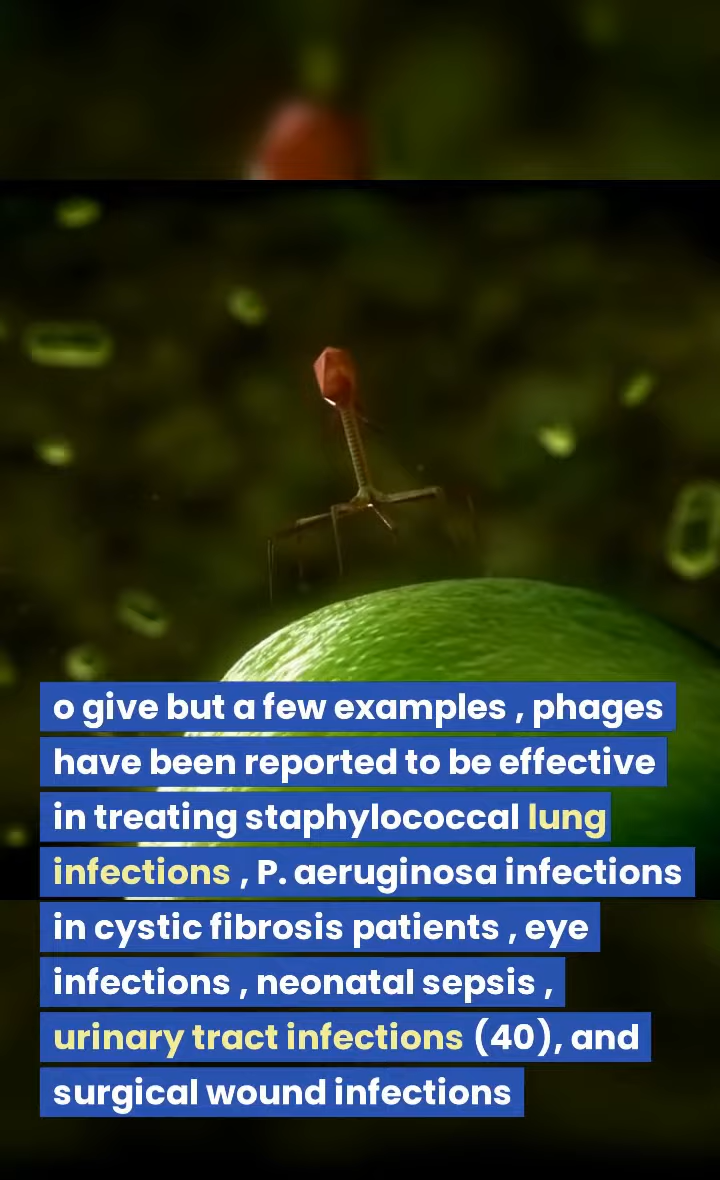 o give but a few examples , phages
have been reported to be effective
in treating staphylococcal lung
infections , P. aeruginosa infections
in cystic fibrosis patients , eye
infections , neonatal sepsis ,
urinary tract infections (40), and
surgical wound infections